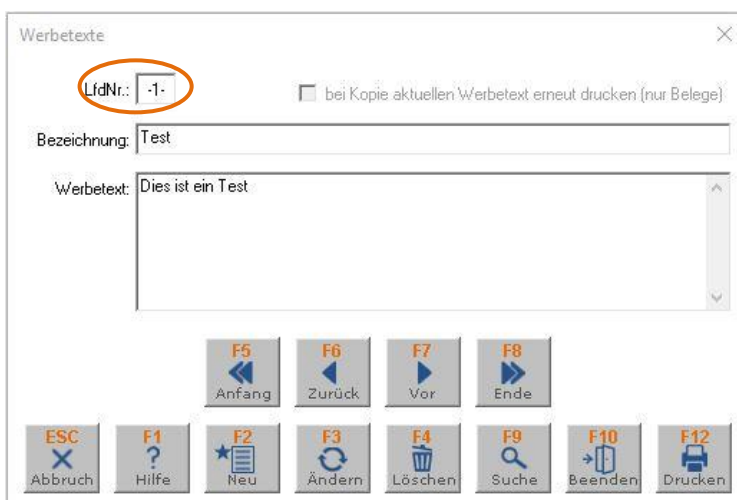 Werbetexte
LfdNr.: -1-
bei Kopie aktuellen Werbetext erneut drucken (nur Belege)
Bezeichnung: Test
Werbetext: Dies ist ein Test
F5 F6 F7 F8
Anfang Zurück Vor Ende
ESC F1 F2 F3 F4 F9 F10 F12
Abbruch Hilfe Neu Ändern Löschen Suche Beenden Drucken